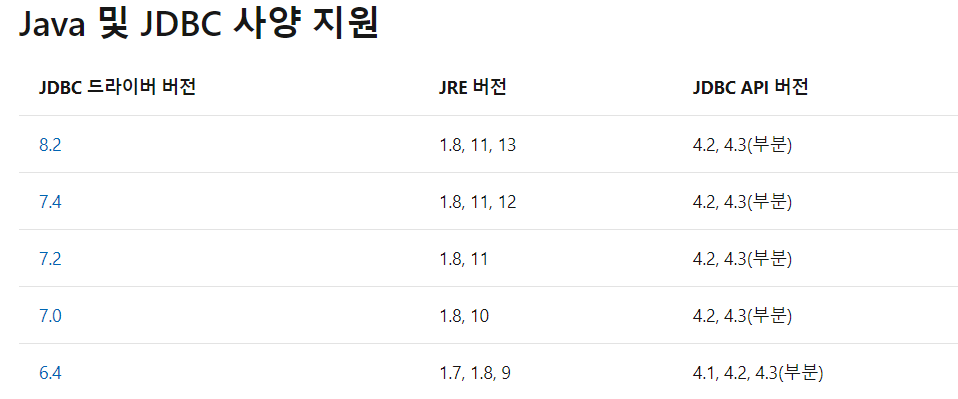 Java 및 JDBC 사양 지원
JDBC 드라이버 버전 JRE 버전 JDBC API 버전
8.2 1.8, 11, 13 4.2, 4.3(부분)
7.4 1.8, 11, 12 4.2, 4.3(부분)
7.2 1.8, 11 4.2, 4.3(부분)
7.0 1.8, 10 4.2, 4.3(부분)
6.4 1.7, 1.8, 9 4.1, 4.2, 4.3(부분)